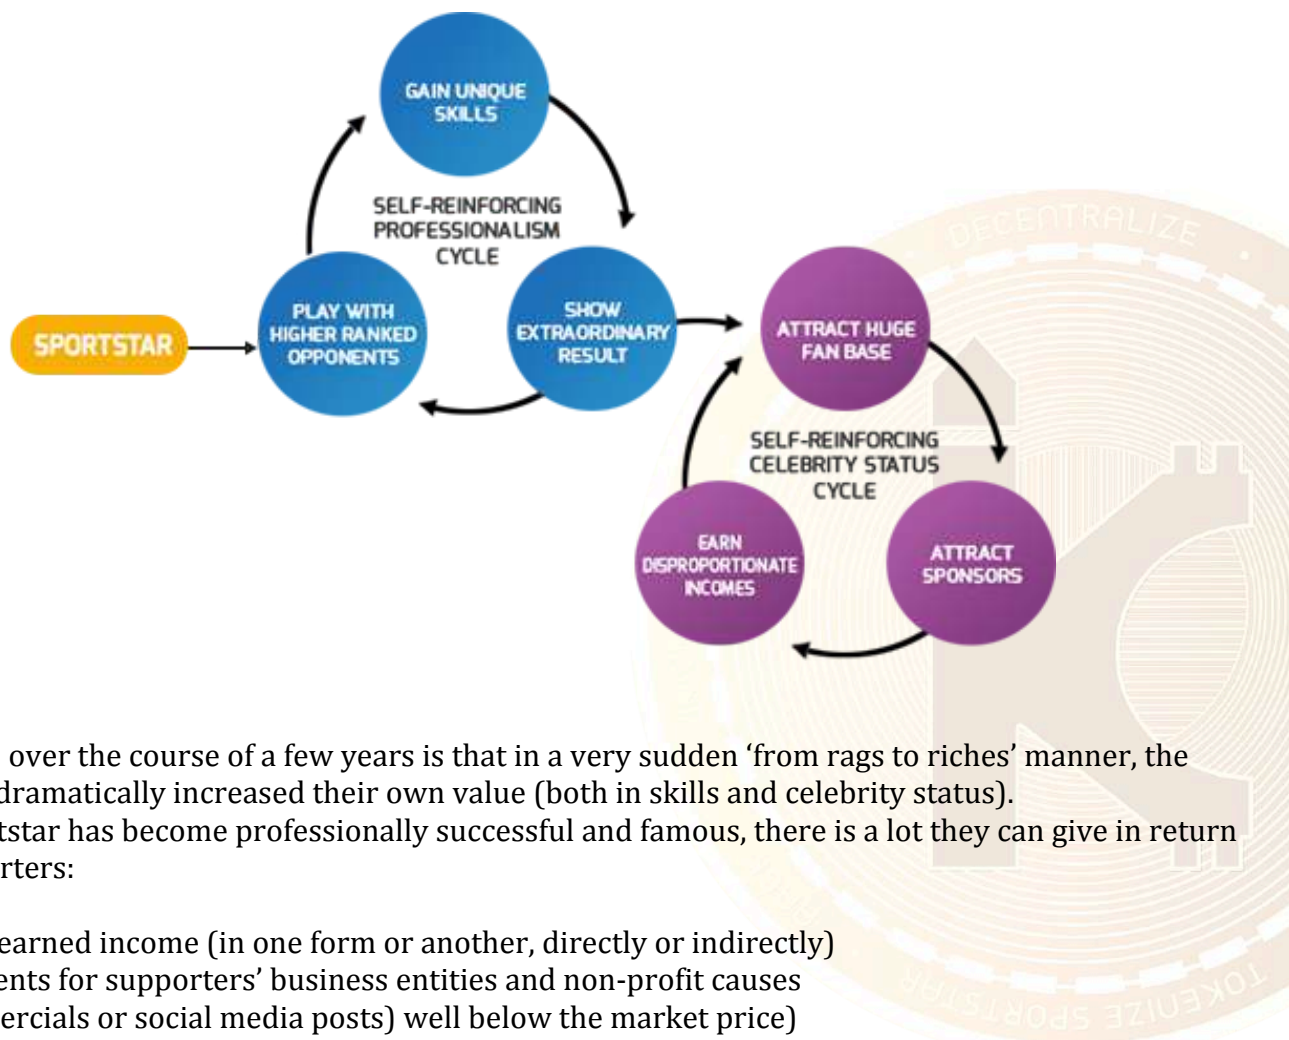 GAIN UNIQUE
SKILLS
SELF-REINFORCING
PROFESSIONALISM
CYCLE
SPORTSTAR
PLAY WITH
HIGHER RANKED
OPPONENTS
SHOW
EXTRAORDINARY
RESULT
ATTRACT HUGE
FAN BASE
SELF-REINFORCING
CELEBRITY STATUS
CYCLE
EARN
DISPROPORTIONATE
INCOMES
ATTRACT
SPONSORS
DECENTRALIZE
over the course of a few years is that in a very sudden ‘from rags to riches’ manner, the
dramatically increased their own value (both in skills and celebrity status).
tstar has become professionally successful and famous, there is a lot they can give in return
rters:
earned income (in one form or another, directly or indirectly)
ents for supporters’ business entities and non-profit causes
ercials or social media posts) well below the market price)
TOKENIZE SPORTSTAR